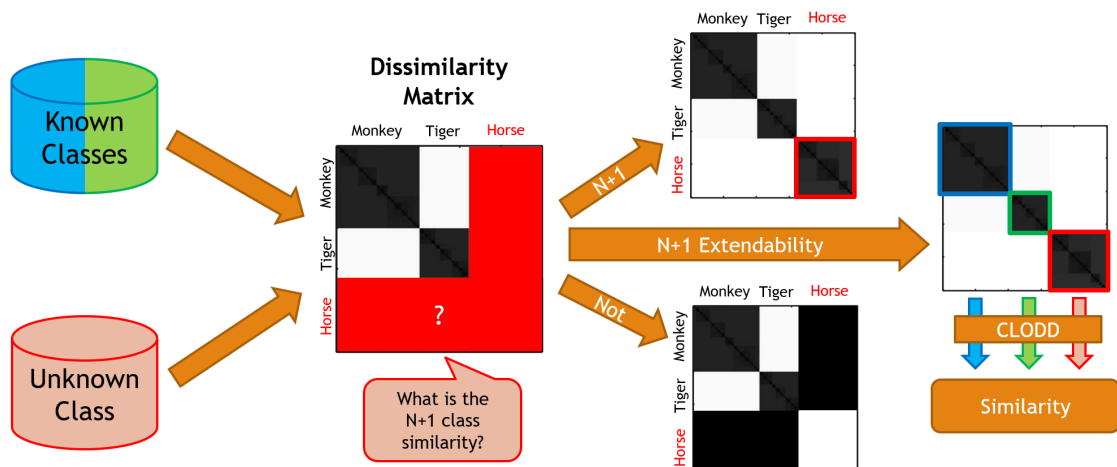 Known
Classes
Unknown
Class
Dissimilarity
Matrix
Monkey Tiger Horse
Monkey
Tiger
Horse
?
What is the
N+1 class
similarity?
N+1
N+1 Extendability
Not
Monkey Tiger Horse
Monkey
Tiger
Horse
Monkey Tiger Horse
Monkey
Tiger
Horse
CLODD
Similarity